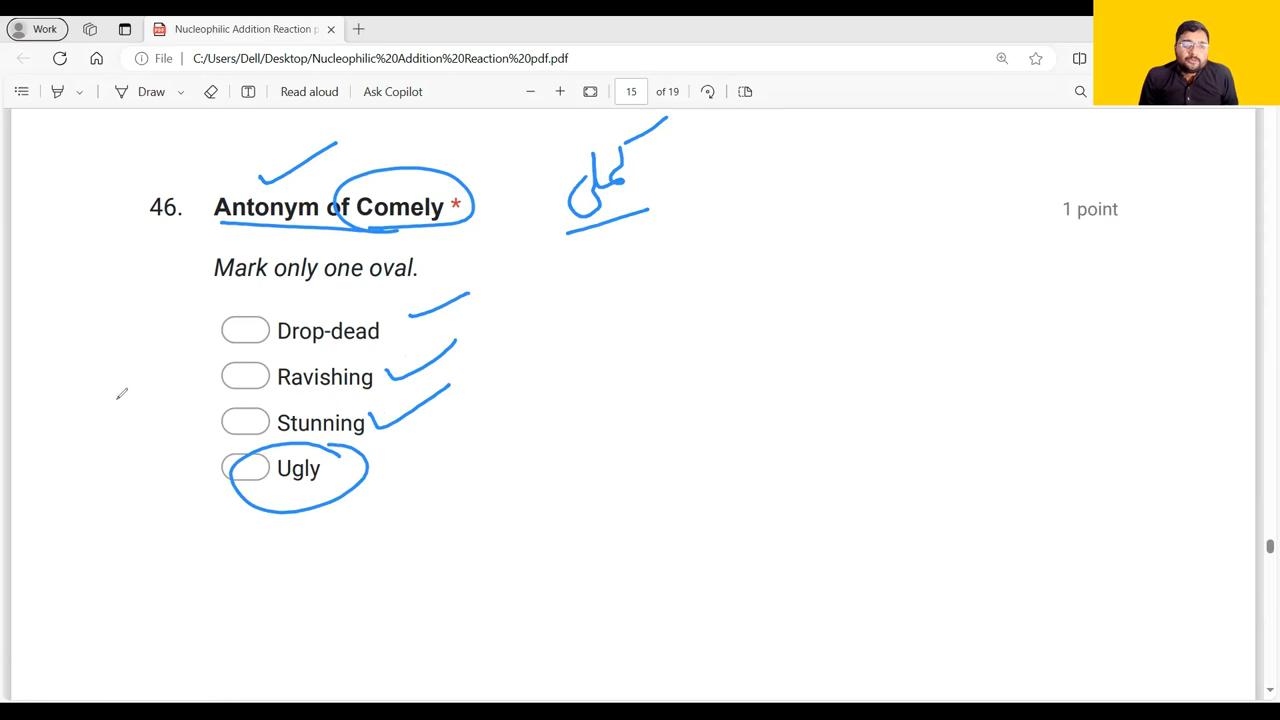 Work
Nucleophilic Addition Reaction p
File
C:/Users/Dell/Desktop/Nucleophilic%20Addition%20Reaction%20pdf.pdf
Draw
Read aloud
Ask Copilot
15 of 19
46. Antonym of Comely *
1 point
Mark only one oval.
Drop-dead
Ravishing
Stunning
Ugly